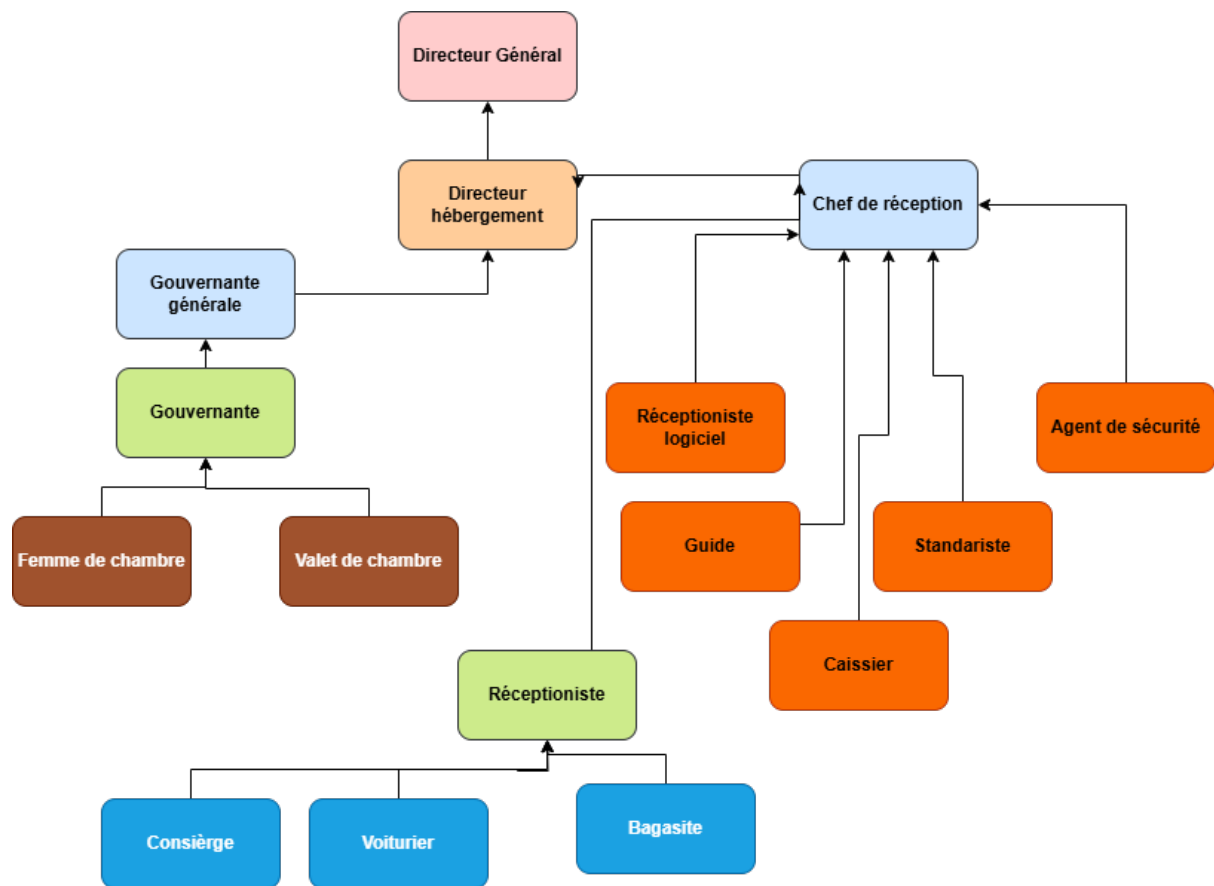 Directeur Général
Directeur
hébergement
Chef de réception
Gouvernante
générale
Gouvernante
Réceptioniste
logiciel
Agent de sécurité
Femme de chambre
Valet de chambre
Guide
Standariste
Caissier
Réceptioniste
Consièrge
Voiturier
Bagasite